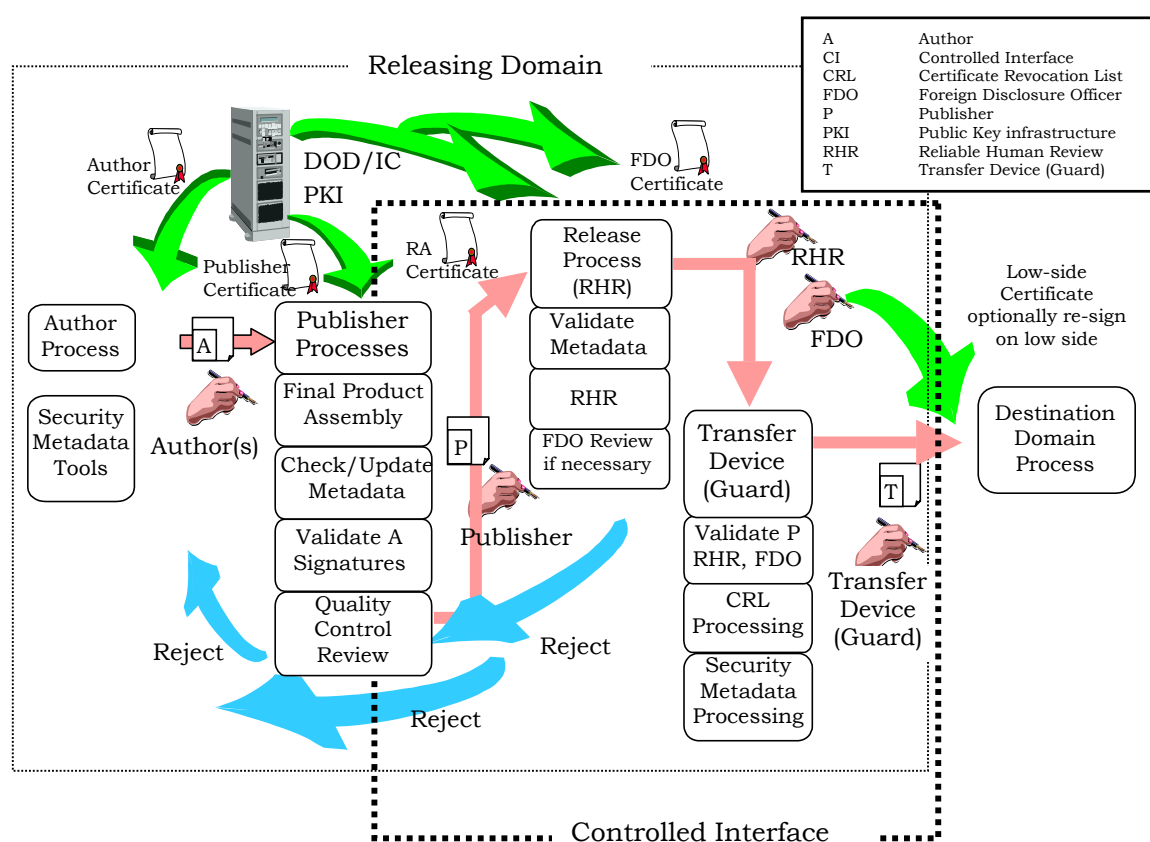 Releasing Domain
A Author
CI Controlled Interface
CRL Certificate Revocation List
FDO Foreign Disclosure Officer
P Publisher
PKI Public Key infrastructure
RHR Reliable Human Review
T Transfer Device (Guard)
Author
Certificate
DOD/IC
PKI
FDO
Certificate
Publisher
Certificate
RA
Certificate
Author
Process
Security
Metadata
Tools
A
Author(s)
Publisher
Processes
Final Product
Assembly
Check/Update
Metadata
Validate A
Signatures
Quality
Control
Review
P
Publisher
Release
Process
(RHR)
Validate
Metadata
RHR
FDO Review
if necessary
RHR
FDO
Transfer
Device
(Guard)
Validate P
RHR, FDO
CRL
Processing
Security
Metadata
Processing
T
Transfer
Device
(Guard)
Low-side
Certificate
optionally re-sign
on low side
Destination
Domain
Process
Reject
Reject
Reject
Controlled Interface